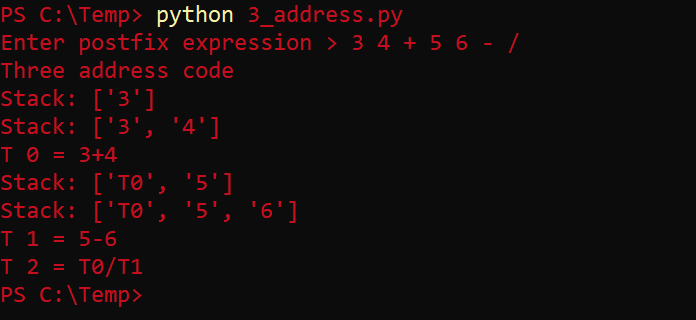 PS C:\Temp> python 3_address.py
Enter postfix expression > 3 4 + 5 6 - /
Three address code
Stack: ['3']
Stack: ['3', '4']
T 0 = 3+4
Stack: ['T0', '5']
Stack: ['T0', '5', '6']
T 1 = 5-6
T 2 = T0/T1
PS C:\Temp>